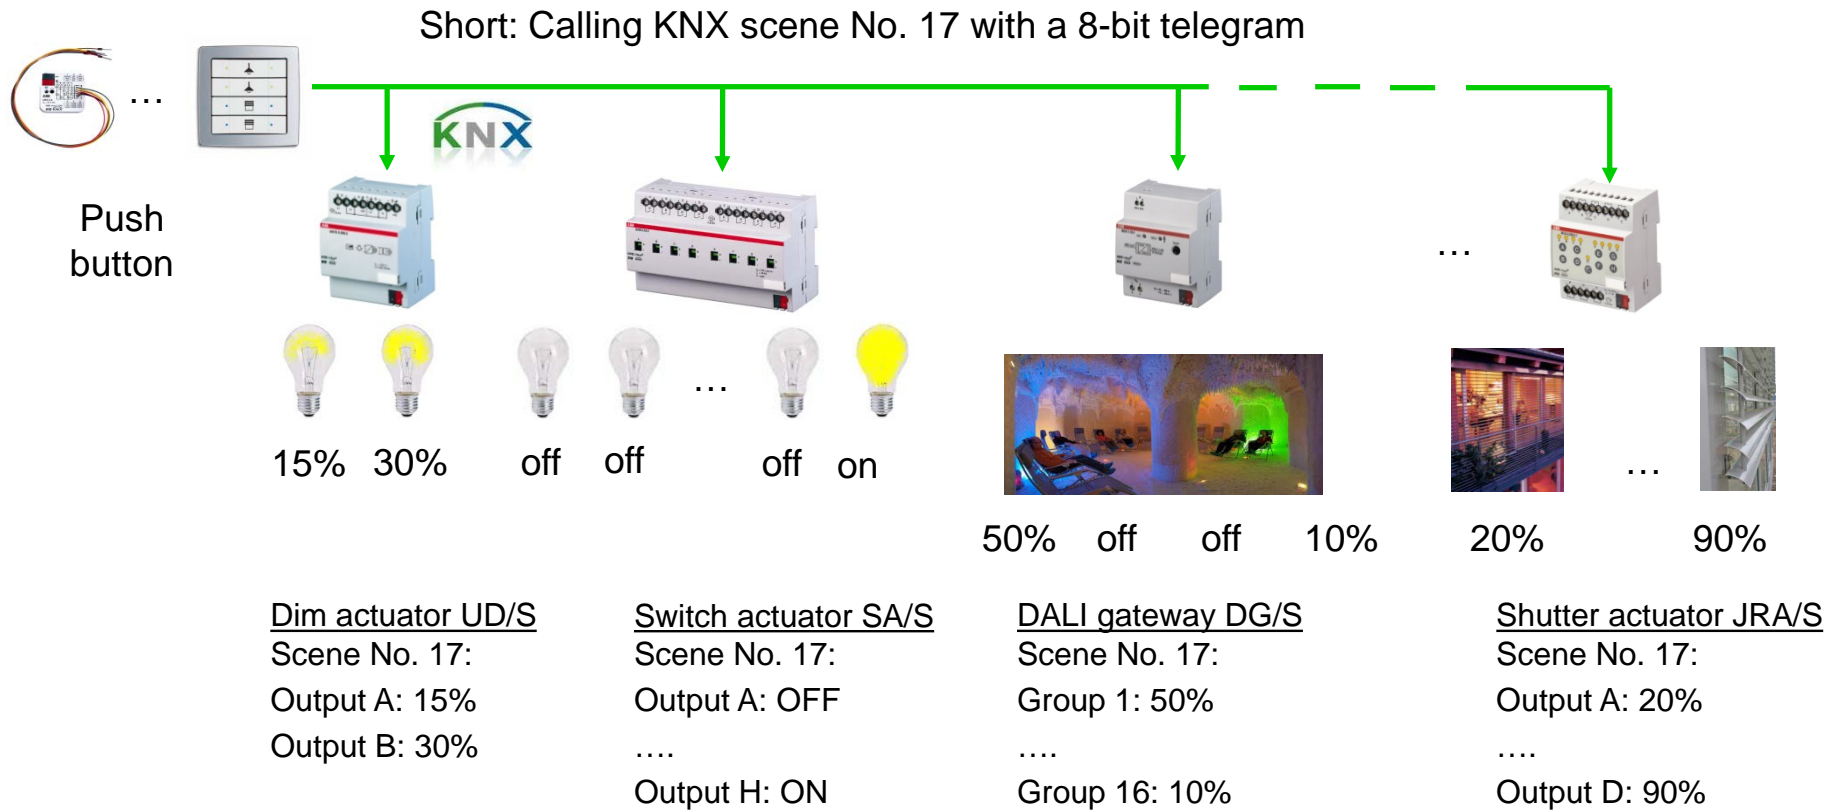 Short: Calling KNX scene No. 17 with a 8-bit telegram
...
KNX
Push
button
...
...
15% 30% off off off on
...
50% off off 10% 20% 90%
Dim actuator UD/S
Scene No. 17:
Output A: 15%
Output B: 30%
Switch actuator SA/S
Scene No. 17:
Output A: OFF
....
Output H: ON
DALI gateway DG/S
Scene No. 17:
Group 1: 50%
....
Group 16: 10%
Shutter actuator JRA/S
Scene No. 17:
Output A: 20%
....
Output D: 90%